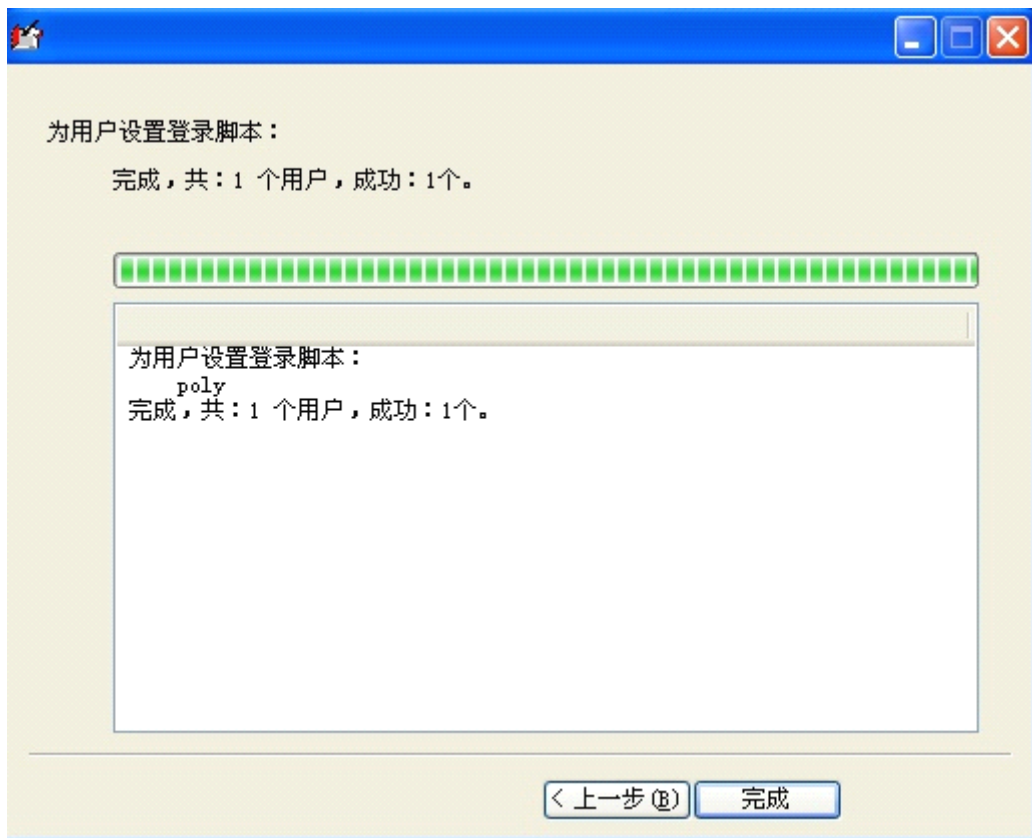 为用户设置登录脚本：
完成，共：1 个用户，成功：1个。
为用户设置登录脚本：
poly
完成，共：1 个用户，成功：1个。
< 上一步(B)
完成